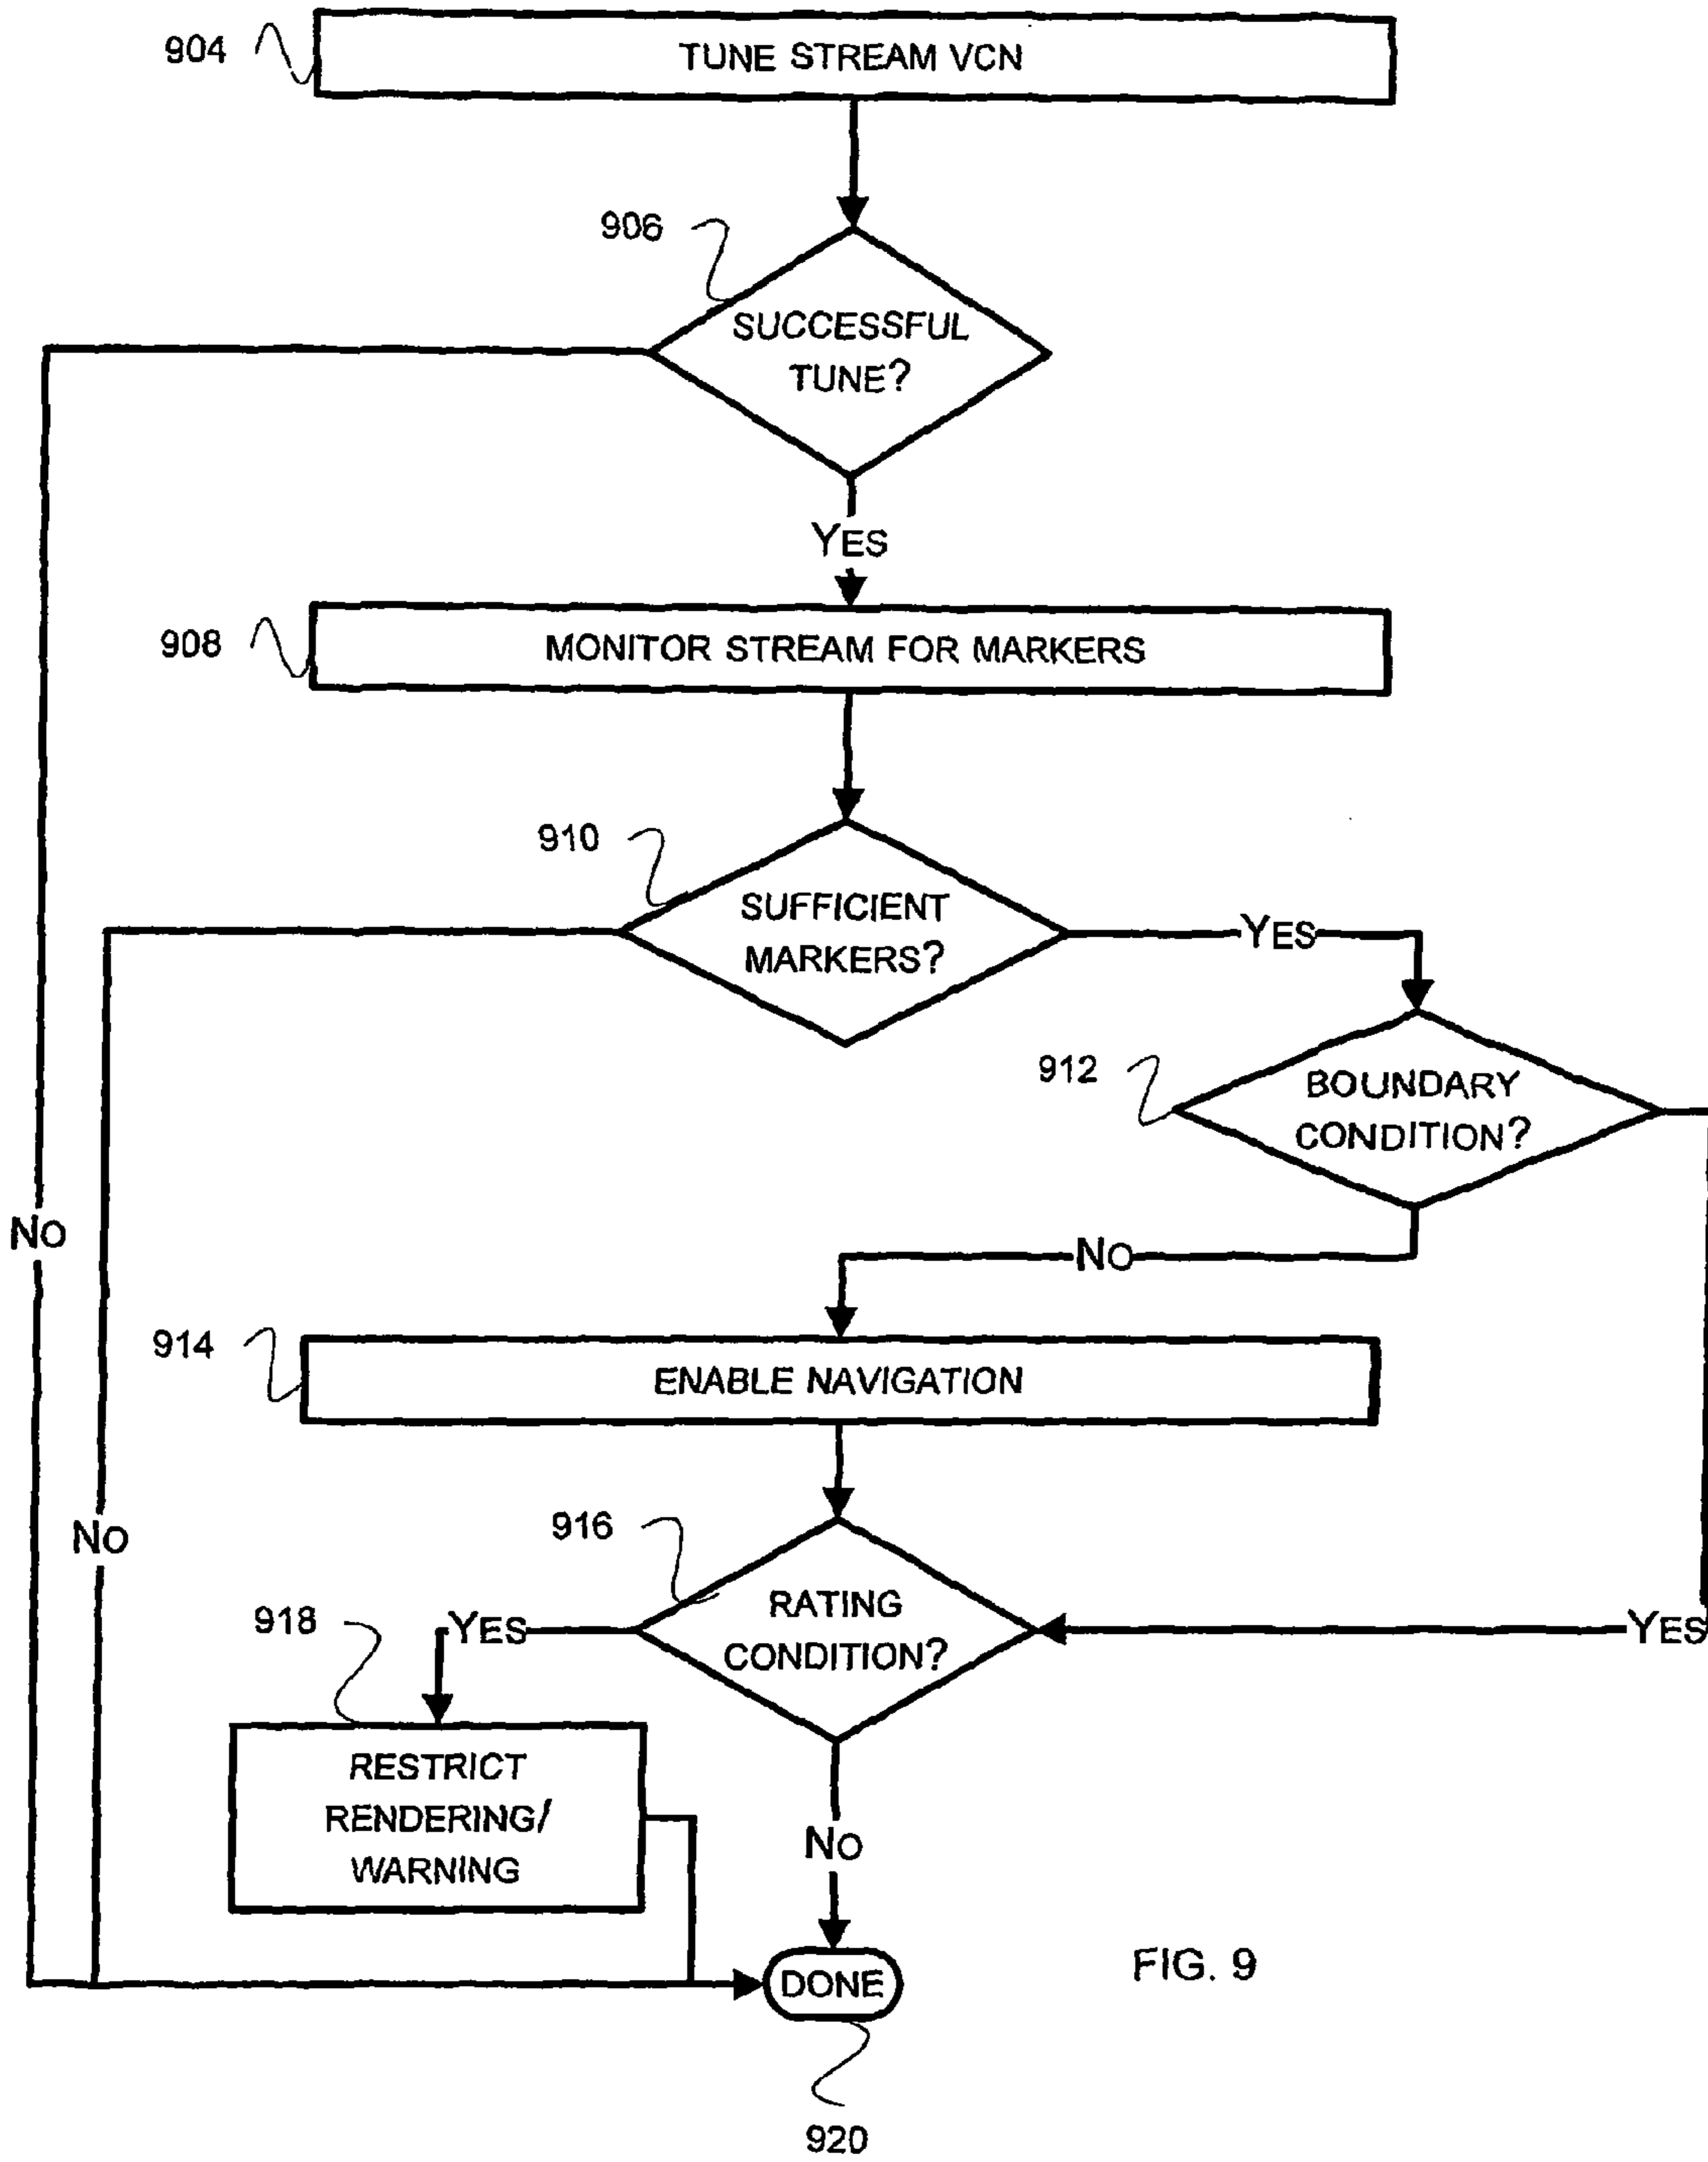 904
TUNE STREAM VCN
906
SUCCESSFUL
TUNE?
YES
908
MONITOR STREAM FOR MARKERS
910
SUFFICIENT
MARKERS?
YES
912
BOUNDARY
CONDITION?
NO
NO
914
ENABLE NAVIGATION
NO
916
RATING
CONDITION?
YES
YES
918
RESTRICT
RENDERING/
WARNING
NO
DONE
FIG. 9
920